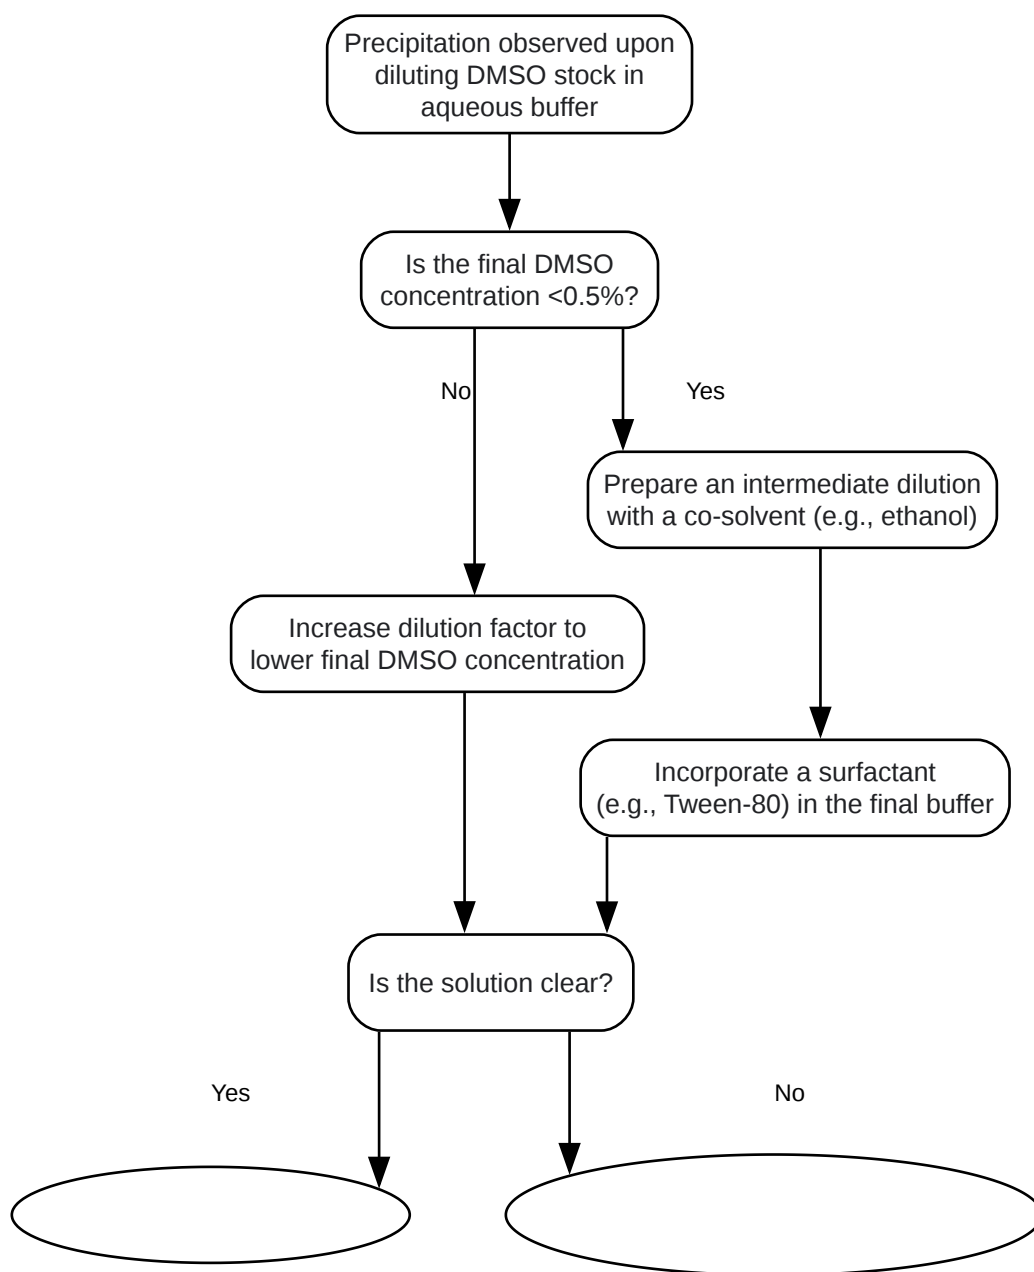 Precipitation observed upon
diluting DMSO stock in
aqueous buffer
Is the final DMSO
concentration <0.5%?
No
Yes
Prepare an intermediate dilution
with a co-solvent (e.g., ethanol)
Increase dilution factor to
lower final DMSO concentration
Incorporate a surfactant
(e.g., Tween-80) in the final buffer
Is the solution clear?
Yes
No